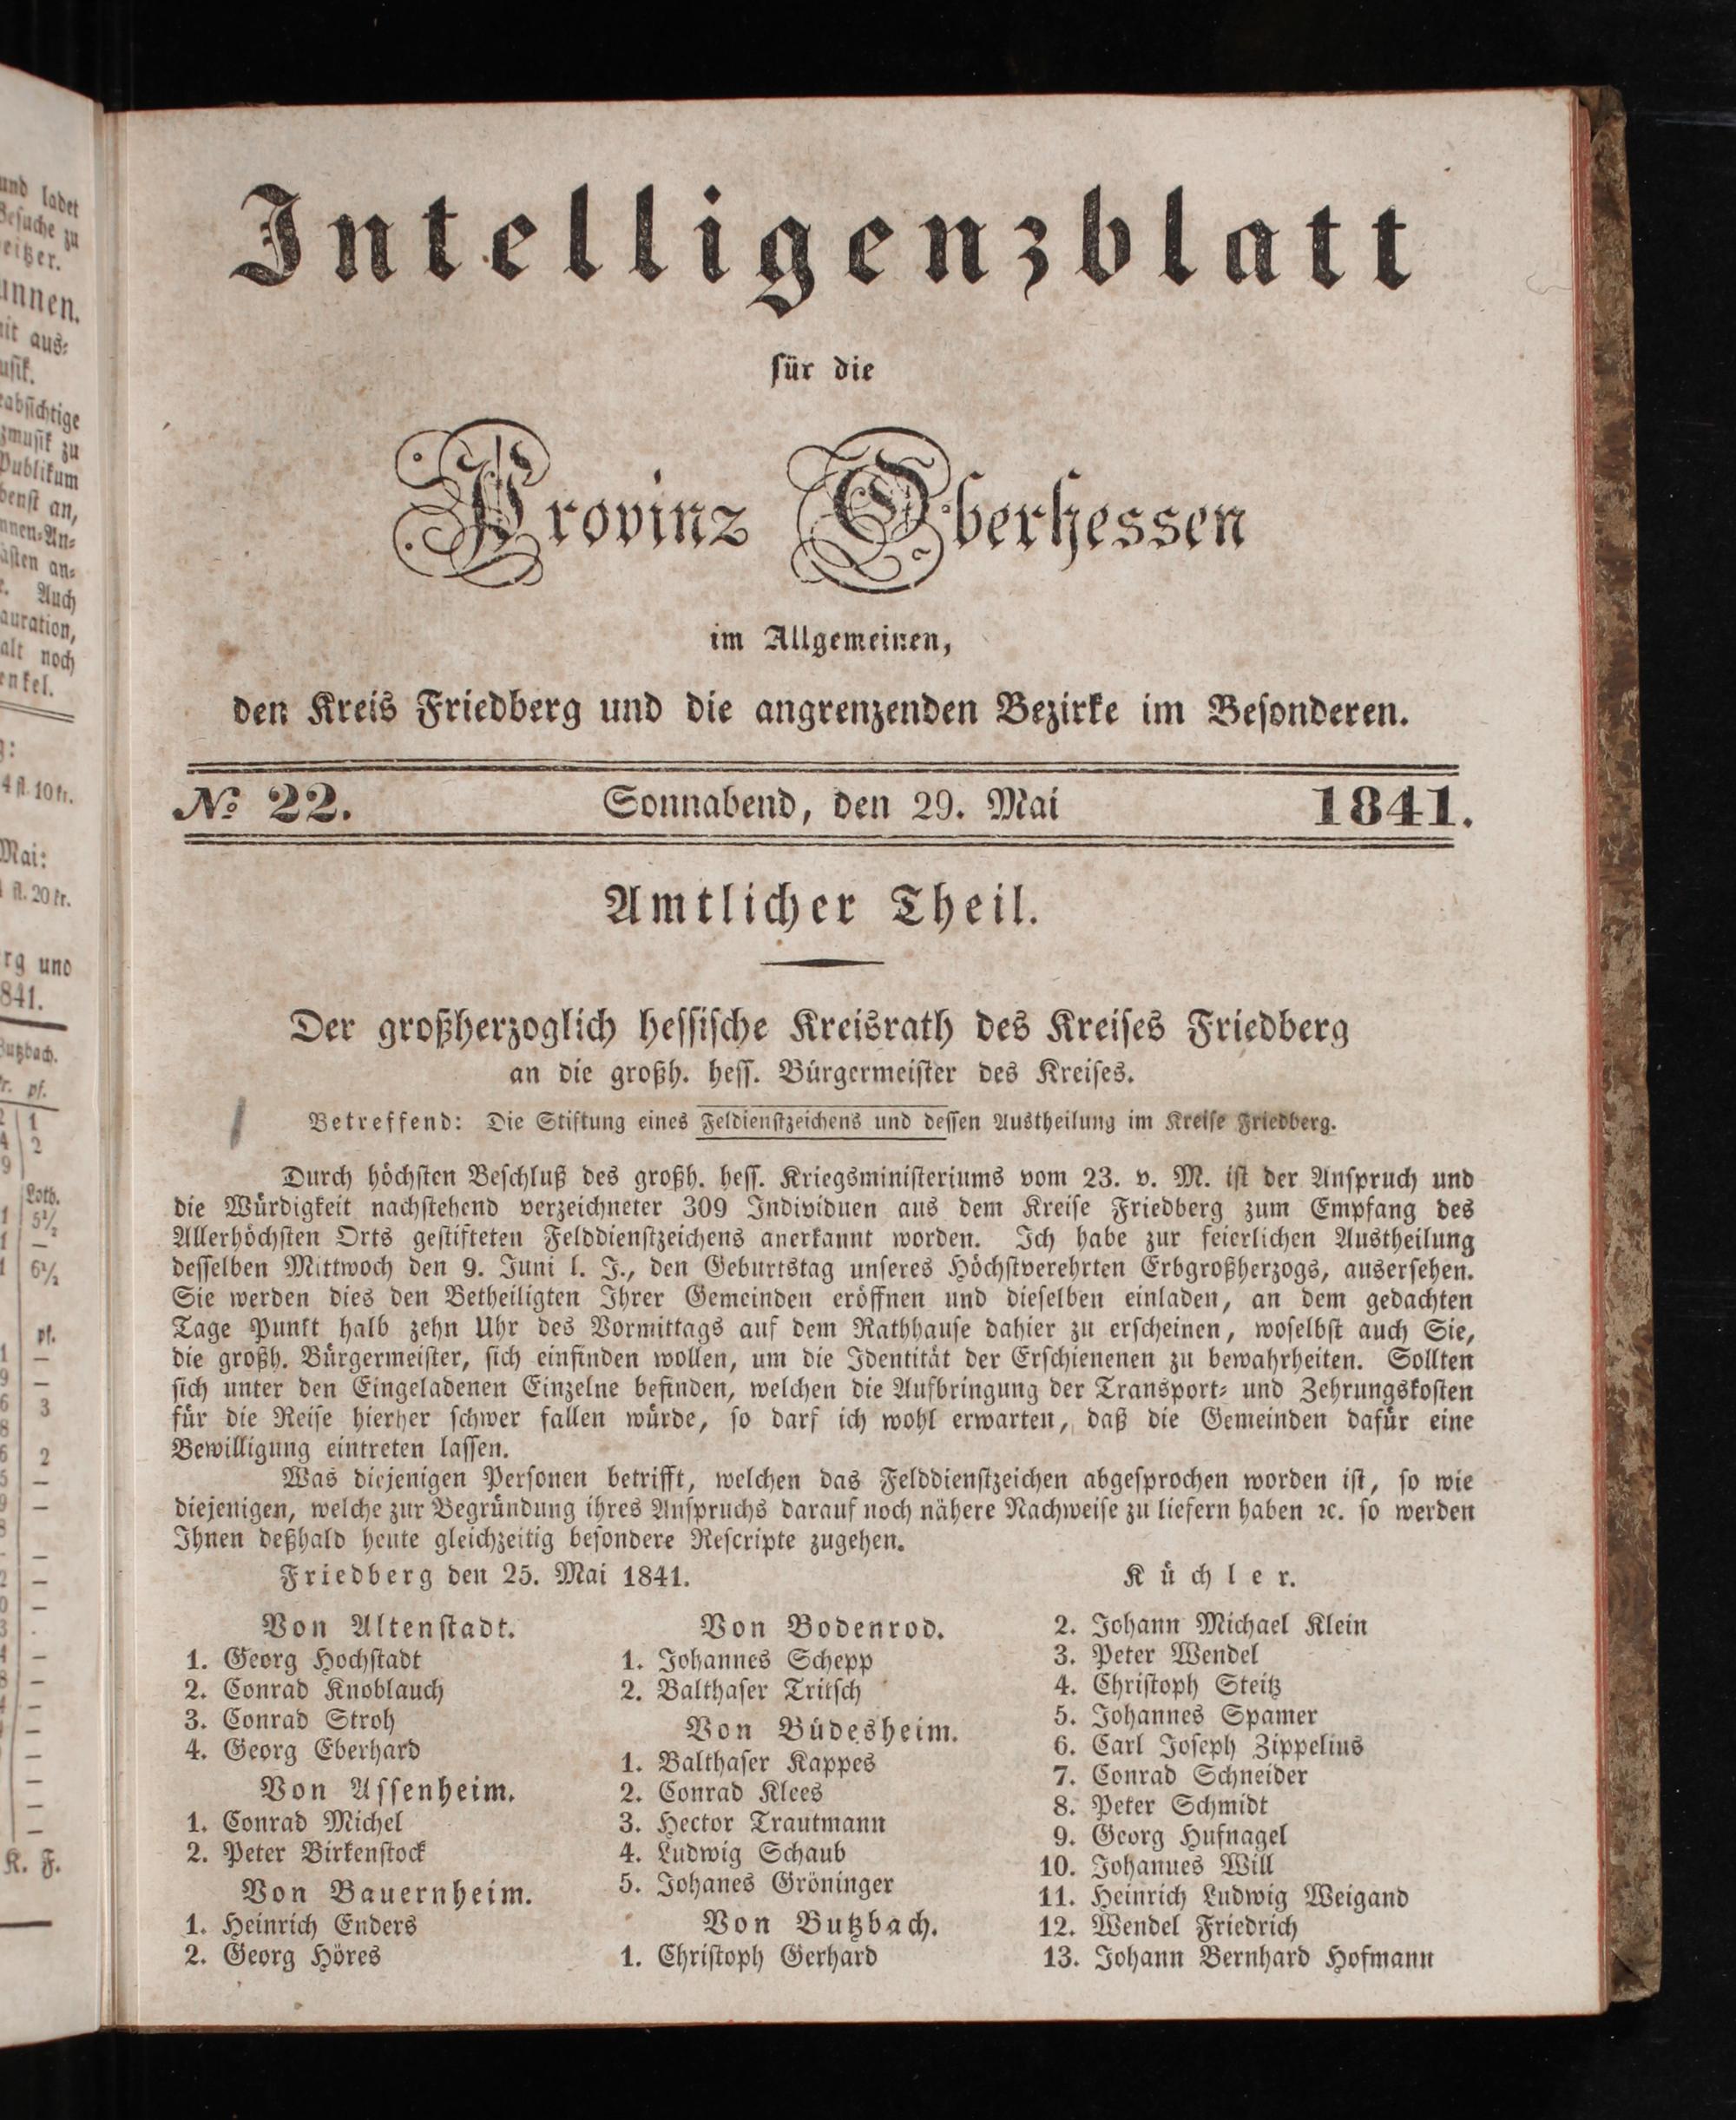 Intelligenzblatt
für die
Provinz Oberhessen
im Allgemeinen,
den Kreis Friedberg und die angrenzenden Bezirke im Beſonderen.
№ 22. Sonnabend, den 29. Mai 1841.
Amtlicher Theil.
Der großherzoglich heſſiſche Kreisrath des Kreiſes Friedberg
an die großh. heſſ. Bürgermeiſter des Kreiſes.
Betreffend: Die Stiftung eines Feldienſtzeichens und deſſen Austheilung im Kreiſe Friedberg.
Durch höchſten Beſchluß des großh. heſſ. Kriegsminiſteriums vom 23. v. M. iſt der Anſpruch und
die Würdigkeit nachſtehend verzeichneter 309 Individuen aus dem Kreiſe Friedberg zum Empfang des
Allerhöchſten Orts geſtifteten Felddienſtzeichens anerkannt worden. Ich habe zur feierlichen Austheilung
deſſelben Mittwoch den 9. Juni l. J., den Geburtstag unſeres Höchſtverehrten Erbgroßherzogs, auserſehen.
Sie werden dies den Betheiligten Ihrer Gemeinden eröffnen und dieſelben einladen, an dem gedachten
Tage Punkt halb zehn Uhr des Vormittags auf dem Rathhauſe dahier zu erſcheinen, woſelbſt auch Sie,
die großh. Bürgermeiſter, ſich einfinden wollen, um die Identität der Erſchienenen zu bewahrheiten. Sollten
ſich unter den Eingeladenen Einzelne befinden, welchen die Aufbringung der Transport- und Zehrungskoſten
für die Reiſe hierher ſchwer fallen würde, ſo darf ich wohl erwarten, daß die Gemeinden dafür eine
Bewilligung eintreten laſſen.
Was diejenigen Perſonen betrifft, welchen das Felddienſtzeichen abgeſprochen worden iſt, ſo wie
diejenigen, welche zur Begründung ihres Anſpruchs darauf noch nähere Nachweiſe zu liefern haben ꝛc. ſo werden
Ihnen deßhald heute gleichzeitig beſondere Reſcripte zugehen.
Friedberg den 25. Mai 1841. Küchler.
Von Altenſtadt.
1. Georg Hochſtadt
2. Conrad Knoblauch
3. Conrad Stroh
4. Georg Eberhard
Von Aſſenheim.
1. Conrad Michel
2. Peter Birkenſtock
Von Bauernheim.
1. Heinrich Enders
2. Georg Höres
Von Bodenrod.
1. Johannes Schepp
2. Balthaſer Tritſch
Von Büdesheim.
1. Balthaſer Kappes
2. Conrad Klees
3. Hector Trautmann
4. Ludwig Schaub
5. Johanes Gröninger
Von Butzbach.
1. Chriſtoph Gerhard
2. Johann Michael Klein
3. Peter Wendel
4. Chriſtoph Steitz
5. Johannes Spamer
6. Carl Joſeph Zippelius
7. Conrad Schneider
8. Peter Schmidt
9. Georg Hufnagel
10. Johannes Will
11. Heinrich Ludwig Weigand
12. Wendel Friedrich
13. Johann Bernhard Hofmann